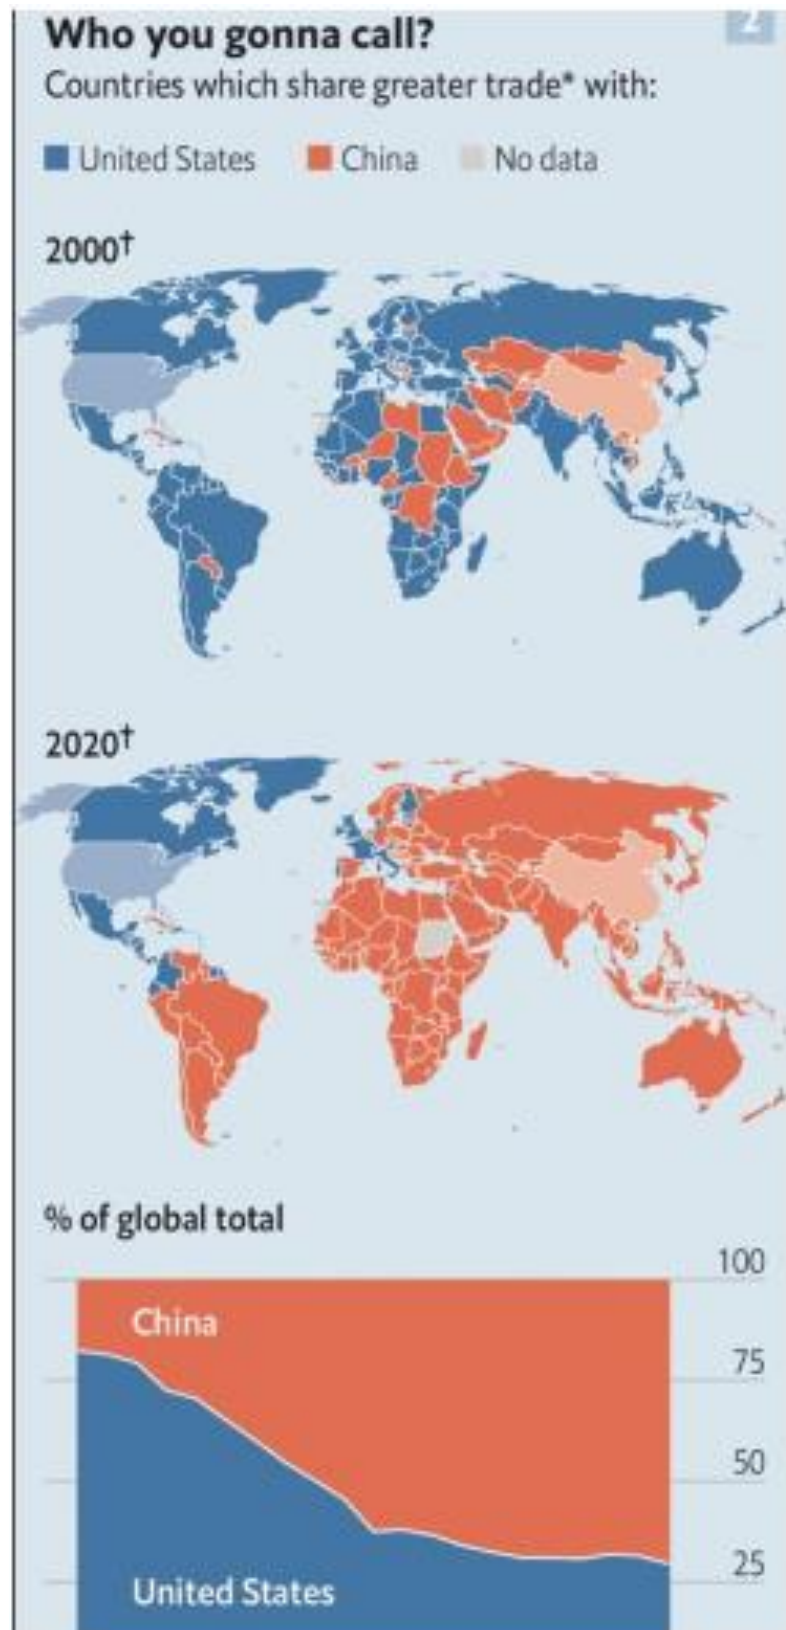 2
Who you gonna call?
Countries which share greater trade* with:
United States China No data
2000†
2020†
% of global total
100
China
75
50
25
United States